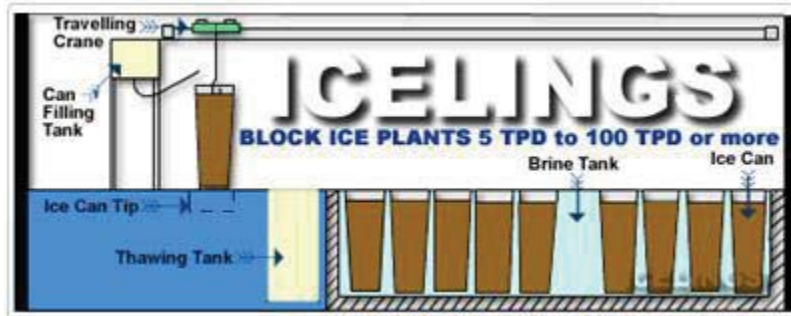 Travelling
Crane
Can
Filling
Tank
ICELINGS
BLOCK ICE PLANTS 5 TPD to 100 TPD or more
Brine Tank
Ice Can
Ice Can Tip
Thawing Tank
ICELINGS